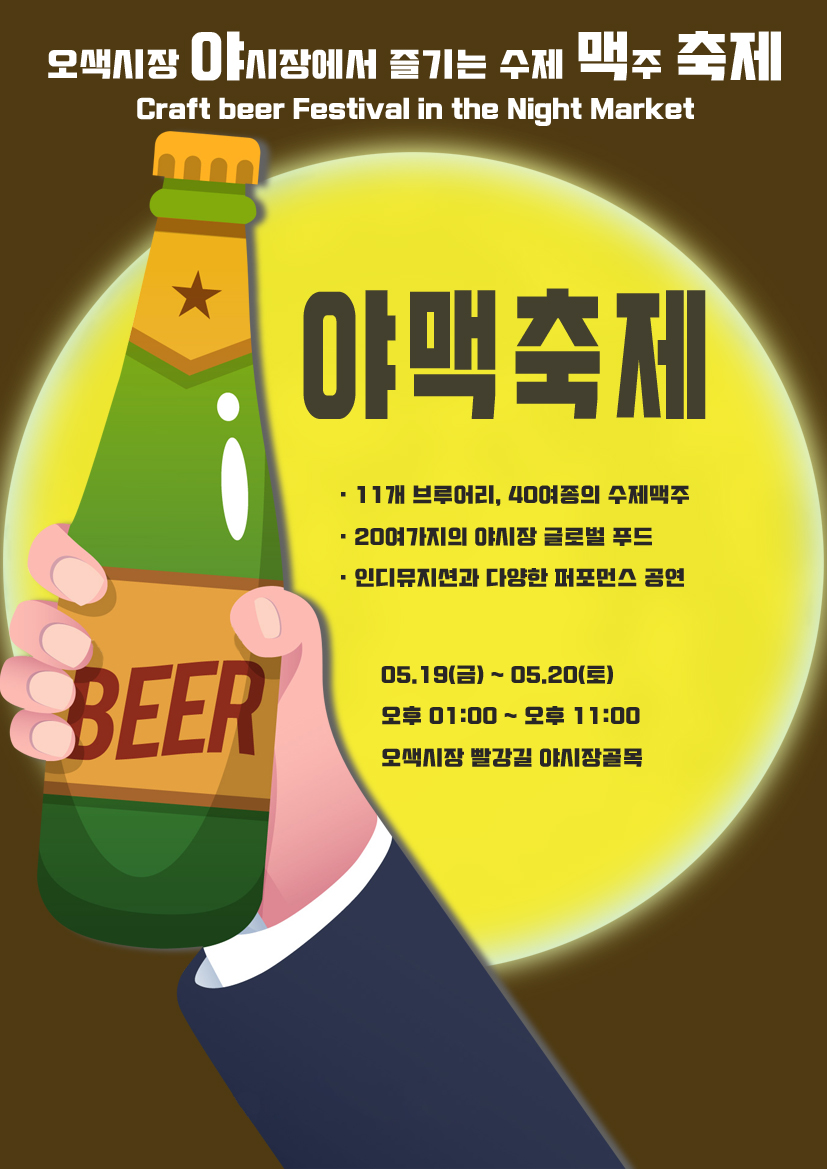 오색시장 야시장에서 즐기는 수제 맥주 축제
Craft beer Festival in the Night Market
야맥축제
· 11개 브루어리, 40여종의 수제맥주
· 20여가지의 야시장 글로벌 푸드
· 인디뮤지션과 다양한 퍼포먼스 공연
05.19(금) ~ 05.20(토)
오후 01:00 ~ 오후 11:00
오색시장 빨강길 야시장골목
BEER